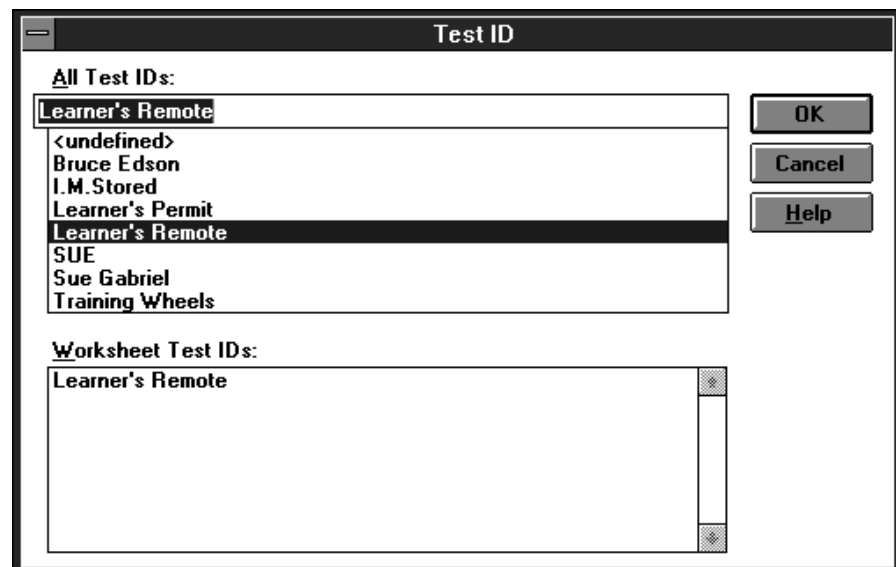 Test ID
All Test IDs:
Learner's Remote
OK
<undefined>
Bruce Edson
Cancel
I.M.Stored
Learner's Permit
Help
Learner's Remote
SUE
Sue Gabriel
Training Wheels
Worksheet Test IDs:
Learner's Remote